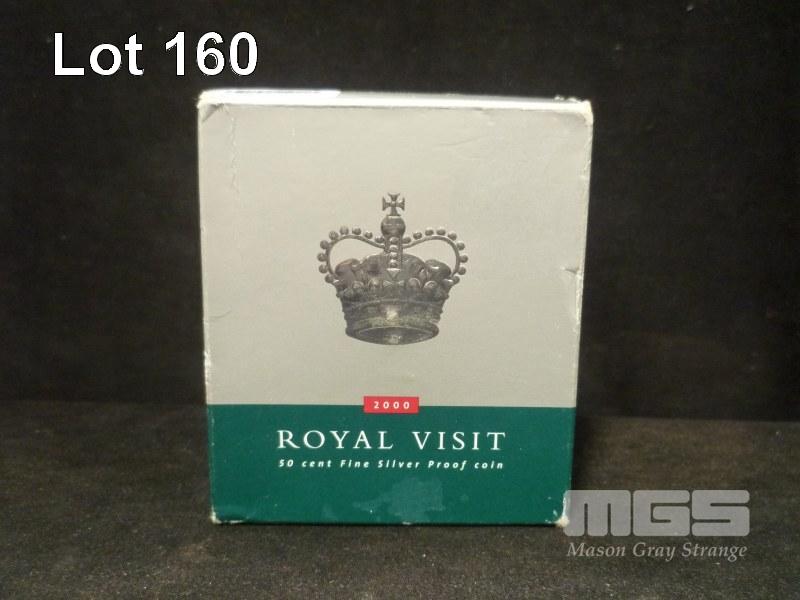 Lot 160
2000
ROYAL VISIT
50 cent Fine Silver Proof coin
MGS
Mason Gray Strange